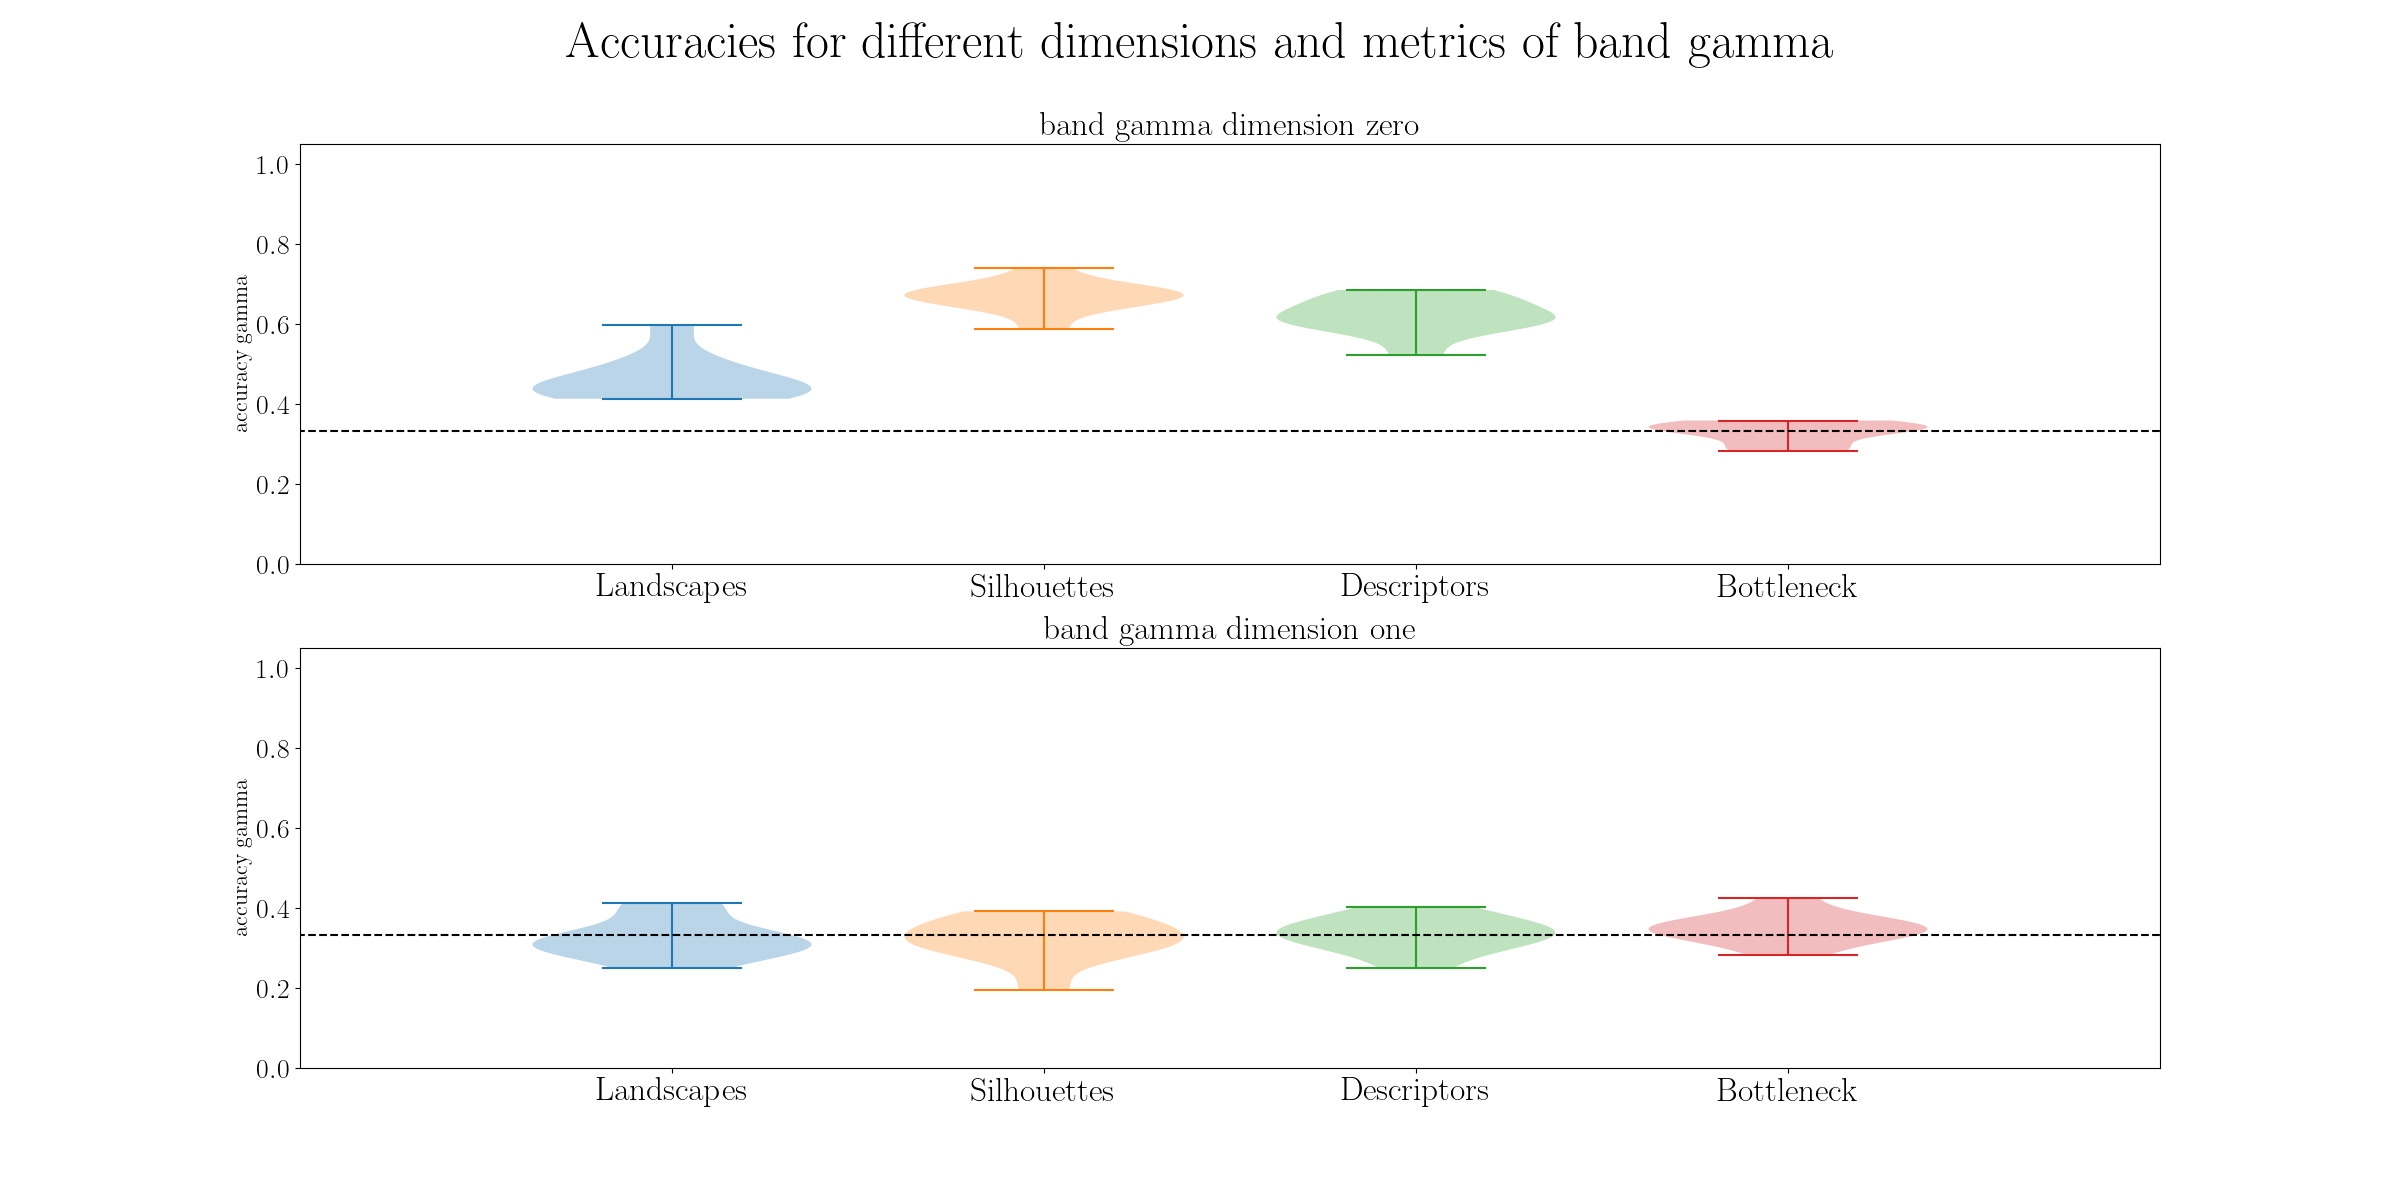 Accuracies for different dimensions and metrics of band gamma
band gamma dimension zero
1.0
0.8
0.6
0.4
0.2
0.0
accuracy gamma
Landscapes Silhouettes Descriptors Bottleneck
band gamma dimension one
1.0
0.8
0.6
0.4
0.2
0.0
accuracy gamma
Landscapes Silhouettes Descriptors Bottleneck